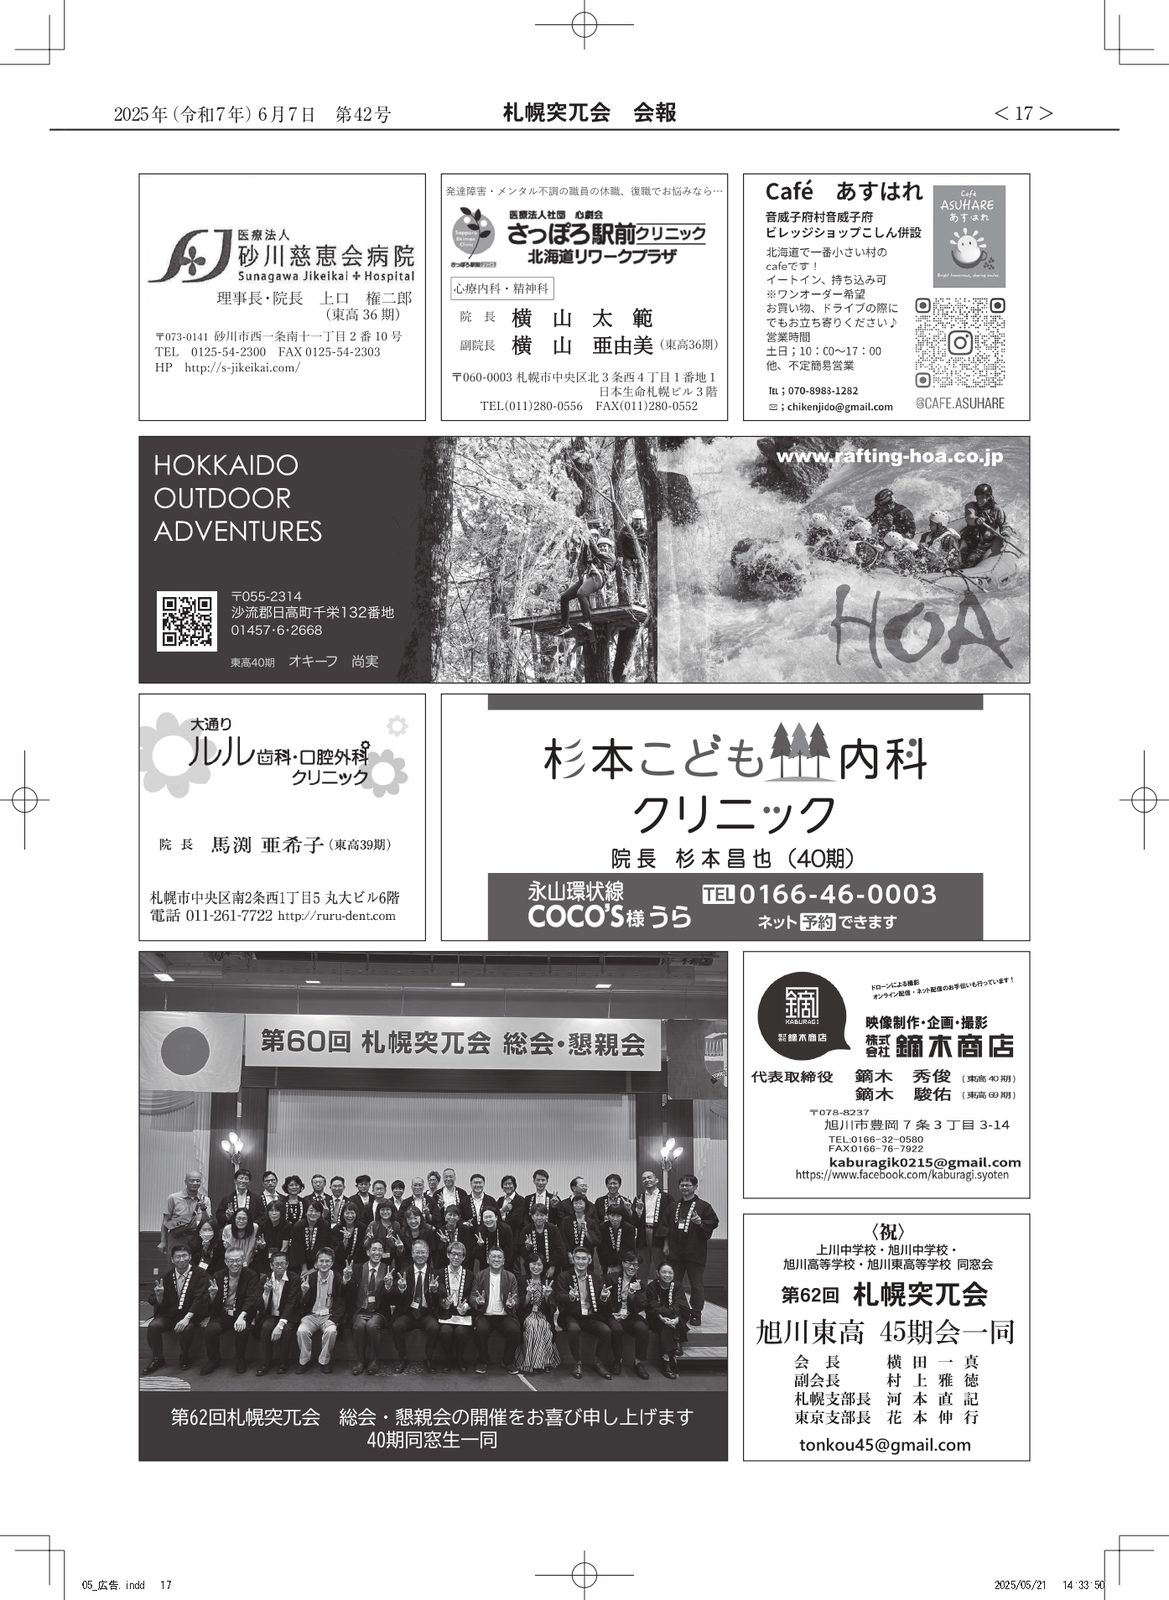 2025年(令和7年)6月7日　第42号
札幌突兀会　会報
＜17＞
医療法人
砂川慈恵会病院
Sunagawa Jikeikai Hospital
理事長・院長　上口　権二郎
(東高36期)
〒073-0141 砂川市西一条南十一丁目2番10号
TEL　0125-54-2300　FAX 0125-54-2303
HP　http://s-jikeikai.com/
発達障害・メンタル不調の職員の休職、復職でお悩みなら…
医療法人社団　心劇会
さっぽろ駅前クリニック
北海道リワークプラザ
さっぽろ駅前クリニック
心療内科・精神科
院　長　横　山　太　範
副院長　横　山　亜由美(東高36期)
〒060-0003 札幌市中央区北3条西4丁目1番地1
日本生命札幌ビル3階
TEL(011)280-0556　FAX(011)280-0552
Café　あすはれ
音威子府村音威子府
ビレッジショップこしん併設
北海道で一番小さい村の
cafeです！
イートイン、持ち込み可
※ワンオーダー希望
お買い物、ドライブの際に
でもお立ち寄りください♪
営業時間
土日；10：00〜17：00
他、不定簡易営業
℡；070-8983-1282
✉；chikenjido@gmail.com
Café
ASUHARE
あすはれ
@CAFE.ASUHARE
HOKKAIDO
OUTDOOR
ADVENTURES
〒055-2314
沙流郡日高町千栄132番地
01457・6・2668
東高40期　オキーフ　尚実
www.rafting-hoa.co.jp
HOA
大通り
ルル歯科・口腔外科
クリニック
院　長　馬渕　亜希子(東高39期)
札幌市中央区南2条西1丁目5 丸大ビル6階
電話 011-261-7722 http://ruru-dent.com
杉本こども内科
クリニック
院長　杉本昌也（40期）
永山環状線
COCO'S様うら
TEL 0166-46-0003
ネット予約できます
第60回 札幌突兀会 総会・懇親会
第62回札幌突兀会　総会・懇親会の開催をお喜び申し上げます
40期同窓生一同
鏑
KABURAGI
株式会社 鏑木商店
ドローンによる撮影
オンライン配信・ネット配信のお手伝いも行っています！
映像制作・企画・撮影
株式会社 鏑木商店
代表取締役　鏑木　秀俊（東高40期）
鏑木　駿佑（東高69期）
〒078-8237
旭川市豊岡7条3丁目3-14
TEL:0166-32-0580
FAX:0166-76-7922
kaburagik0215@gmail.com
https://www.facebook.com/kaburagi.syoten
〈祝〉
上川中学校・旭川中学校・
旭川高等学校・旭川東高等学校 同窓会
第62回 札幌突兀会
旭川東高 45期会一同
会　長　横田一真
副会長　村上雅徳
札幌支部長　河本直記
東京支部長　花本伸行
tonkou45@gmail.com
05_広告.indd　17
2025/05/21　14:33:50